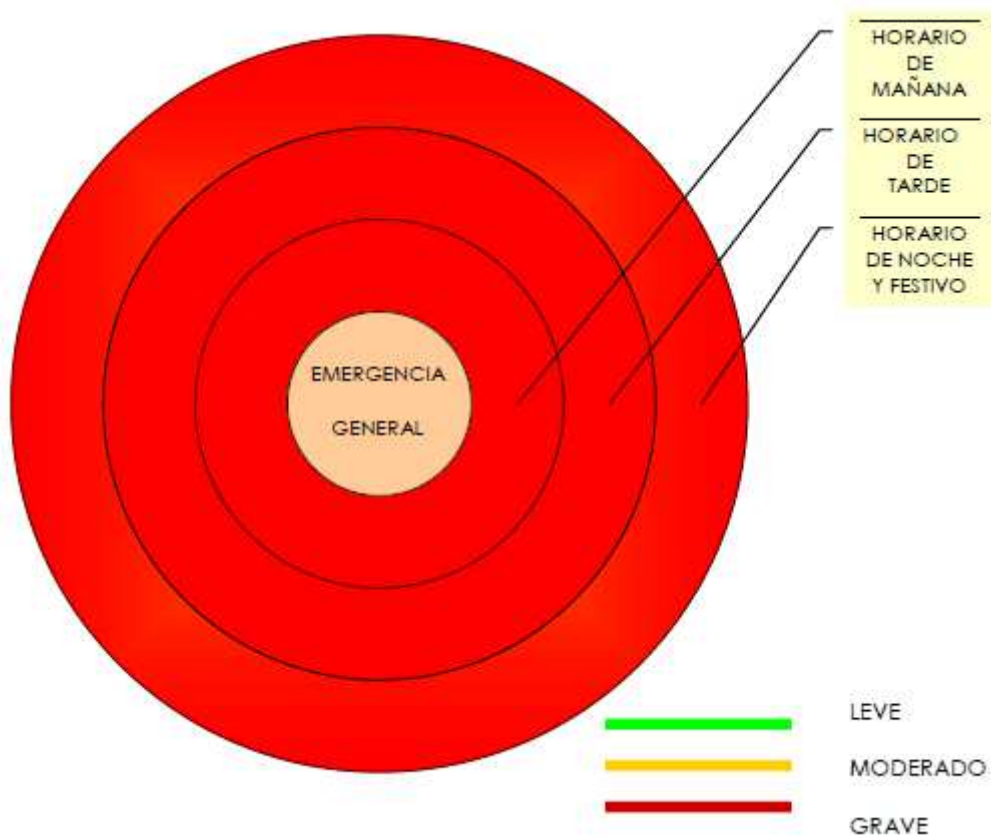 HORARIO
DE
MAÑANA
HORARIO
DE
TARDE
HORARIO
DE NOCHE
Y FESTIVO
EMERGENCIA
GENERAL
LEVE
MODERADO
GRAVE